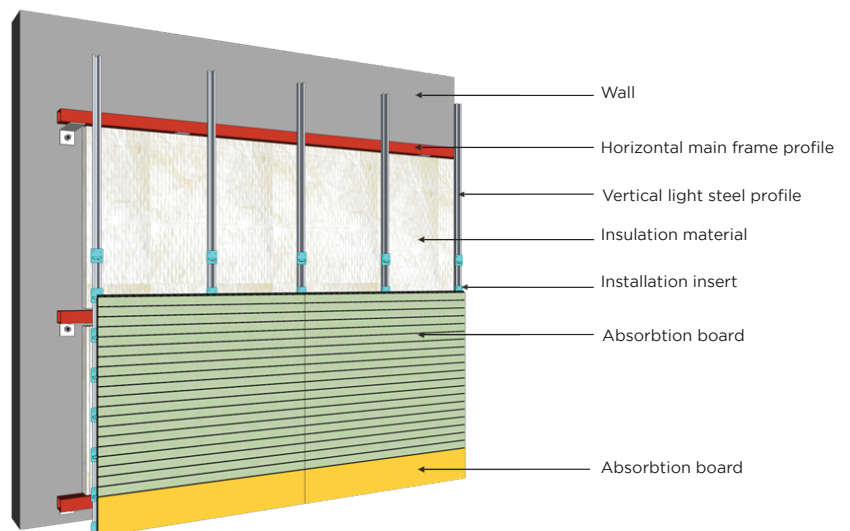 Wall
Horizontal main frame profile
Vertical light steel profile
Insulation material
Installation insert
Absorbtion board
Absorbtion board